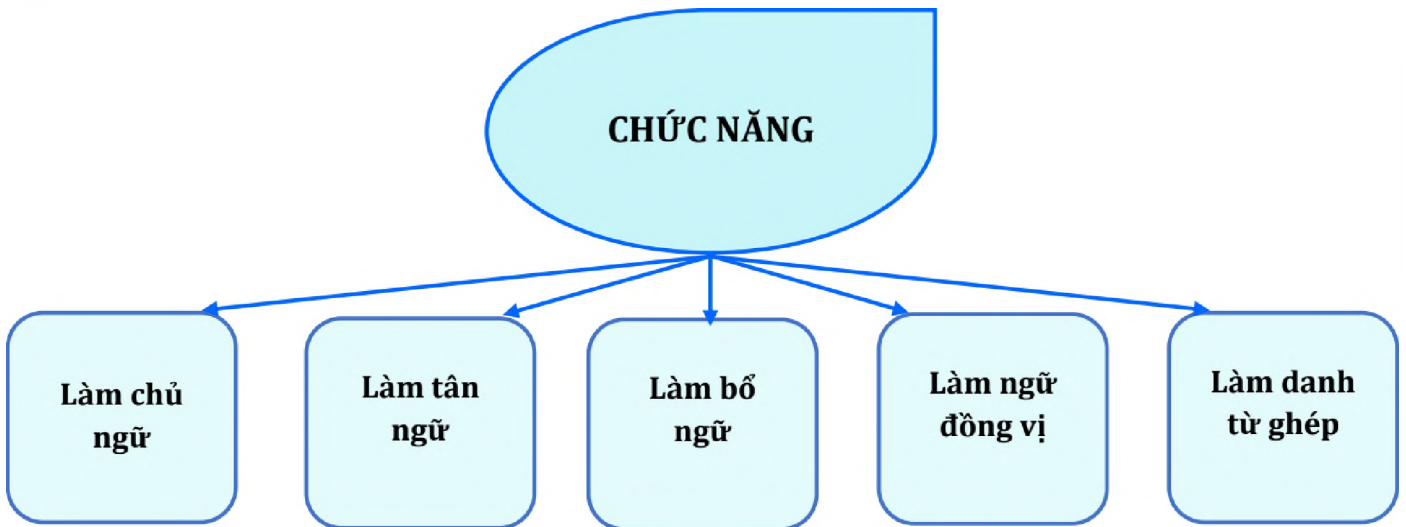 CHỨC NĂNG
Làm chủ
ngữ
Làm tân
ngữ
Làm bổ
ngữ
Làm ngữ
đồng vị
Làm danh
từ ghép